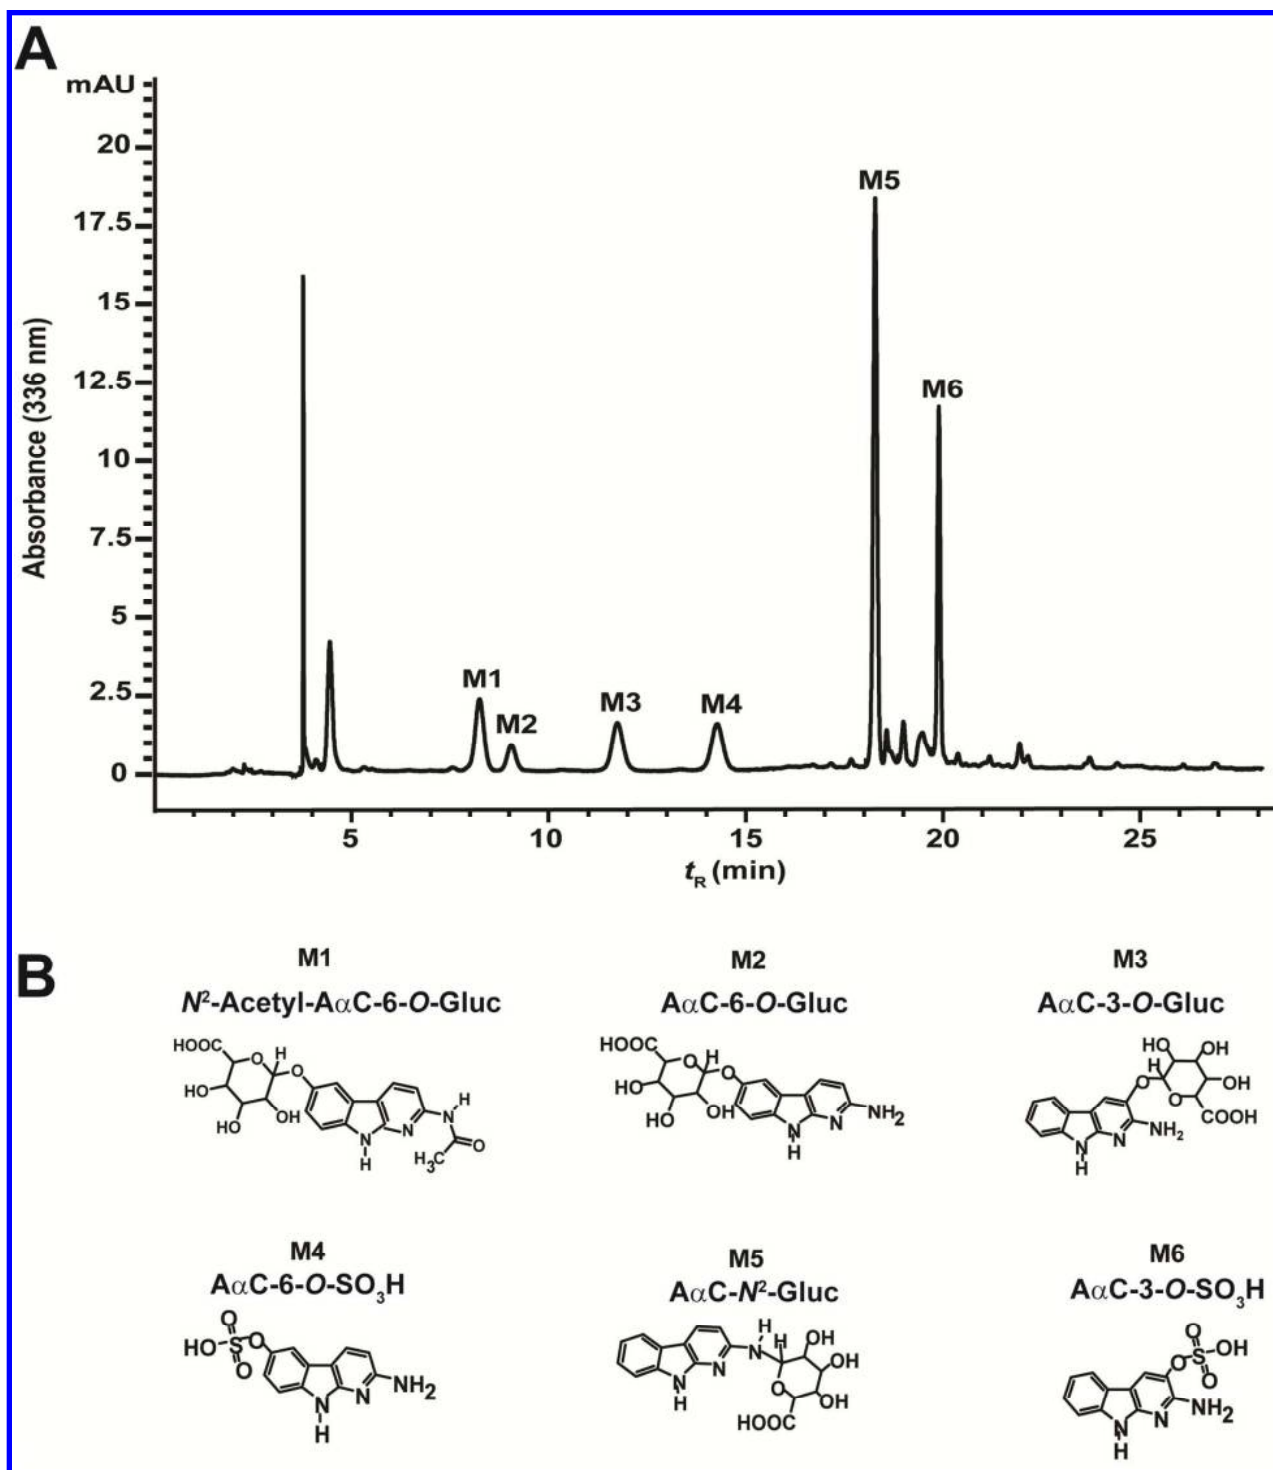 A
mAU
20
17.5
15
12.5
10
7.5
5
2.5
0
Absorbance (336 nm)
M1
M2
M3
M4
M5
M6
5
10
15
20
25
tR (min)
B
M1
N²-Acetyl-AαC-6-O-Gluc
HOOC
O
H
O
HO
HO
OH
N
H
N
N
H
H₃C
O
M2
AαC-6-O-Gluc
HOOC
O
H
O
HO
HO
OH
N
H
N
NH₂
M3
AαC-3-O-Gluc
HO
OH
H
O
O
OH
COOH
N
H
N
NH₂
M4
AαC-6-O-SO₃H
O
HO
S
O
O
N
H
N
NH₂
M5
AαC-N²-Gluc
H
N
H
OH
OH
OH
O
HOOC
N
H
N
M6
AαC-3-O-SO₃H
O
O
S
OH
O
N
H
N
NH₂